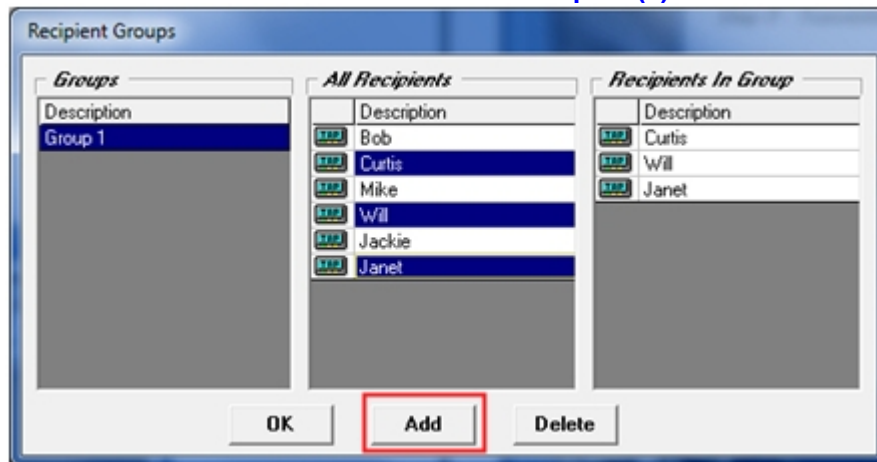 Recipient Groups
Groups
Description
Group 1
All Recipients
Description
Bob
Curtis
Mike
Will
Jackie
Janet
Recipients In Group
Description
Curtis
Will
Janet
OK
Add
Delete